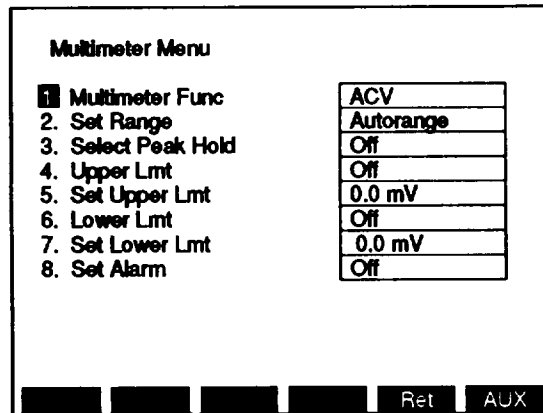 Multimeter Menu
1 Multimeter Func ACV
2. Set Range Autorange
3. Select Peak Hold Off
4. Upper Lmt Off
5. Set Upper Lmt 0.0 mV
6. Lower Lmt Off
7. Set Lower Lmt 0.0 mV
8. Set Alarm Off
Ret AUX